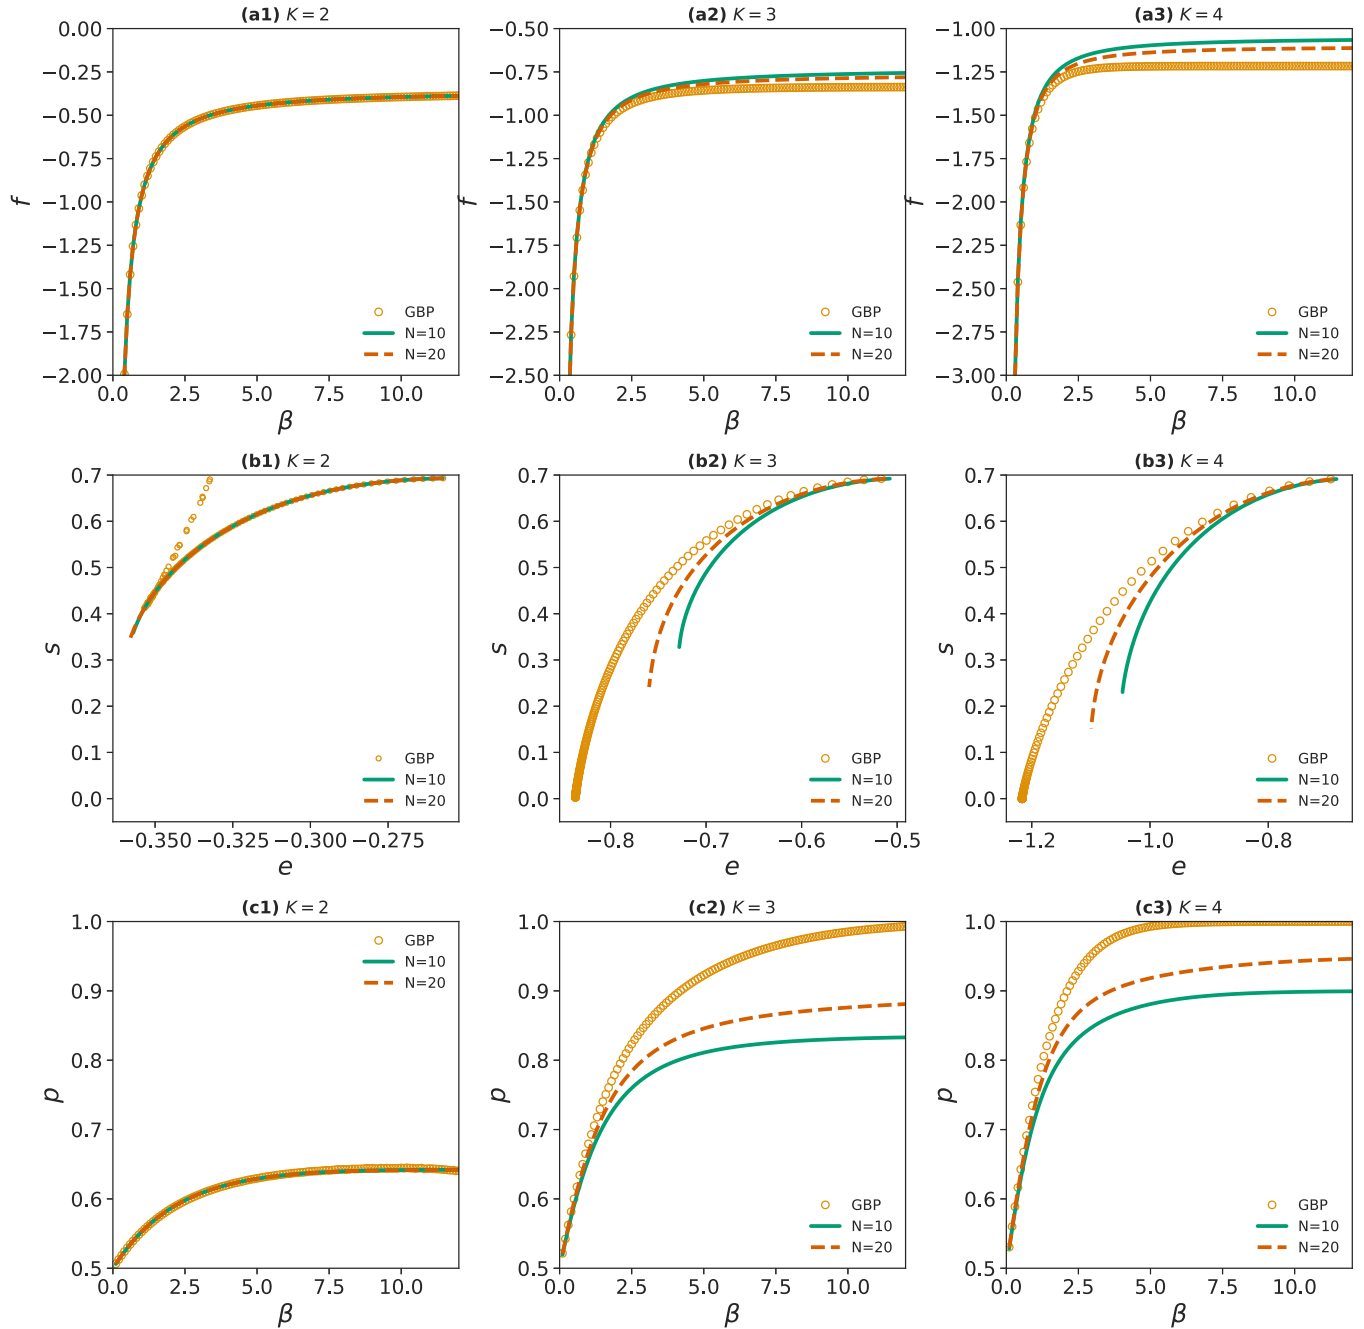 (a1) K = 2
0.00
−0.25
−0.50
−0.75
−1.00
−1.25
−1.50
−1.75
−2.00
f
GBP
N=10
N=20
0.0 2.5 5.0 7.5 10.0
β
(a2) K = 3
−0.50
−0.75
−1.00
−1.25
−1.50
−1.75
−2.00
−2.25
−2.50
f
GBP
N=10
N=20
0.0 2.5 5.0 7.5 10.0
β
(a3) K = 4
−1.00
−1.25
−1.50
−1.75
−2.00
−2.25
−2.50
−2.75
−3.00
f
GBP
N=10
N=20
0.0 2.5 5.0 7.5 10.0
β
(b1) K = 2
0.7
0.6
0.5
0.4
0.3
0.2
0.1
0.0
s
GBP
N=10
N=20
−0.350 −0.325 −0.300 −0.275
e
(b2) K = 3
0.7
0.6
0.5
0.4
0.3
0.2
0.1
0.0
s
GBP
N=10
N=20
−0.8 −0.7 −0.6 −0.5
e
(b3) K = 4
0.7
0.6
0.5
0.4
0.3
0.2
0.1
0.0
s
GBP
N=10
N=20
−1.2 −1.0 −0.8
e
(c1) K = 2
1.0
0.9
0.8
0.7
0.6
0.5
p
GBP
N=10
N=20
0.0 2.5 5.0 7.5 10.0
β
(c2) K = 3
1.0
0.9
0.8
0.7
0.6
0.5
p
GBP
N=10
N=20
0.0 2.5 5.0 7.5 10.0
β
(c3) K = 4
1.0
0.9
0.8
0.7
0.6
0.5
p
GBP
N=10
N=20
0.0 2.5 5.0 7.5 10.0
β